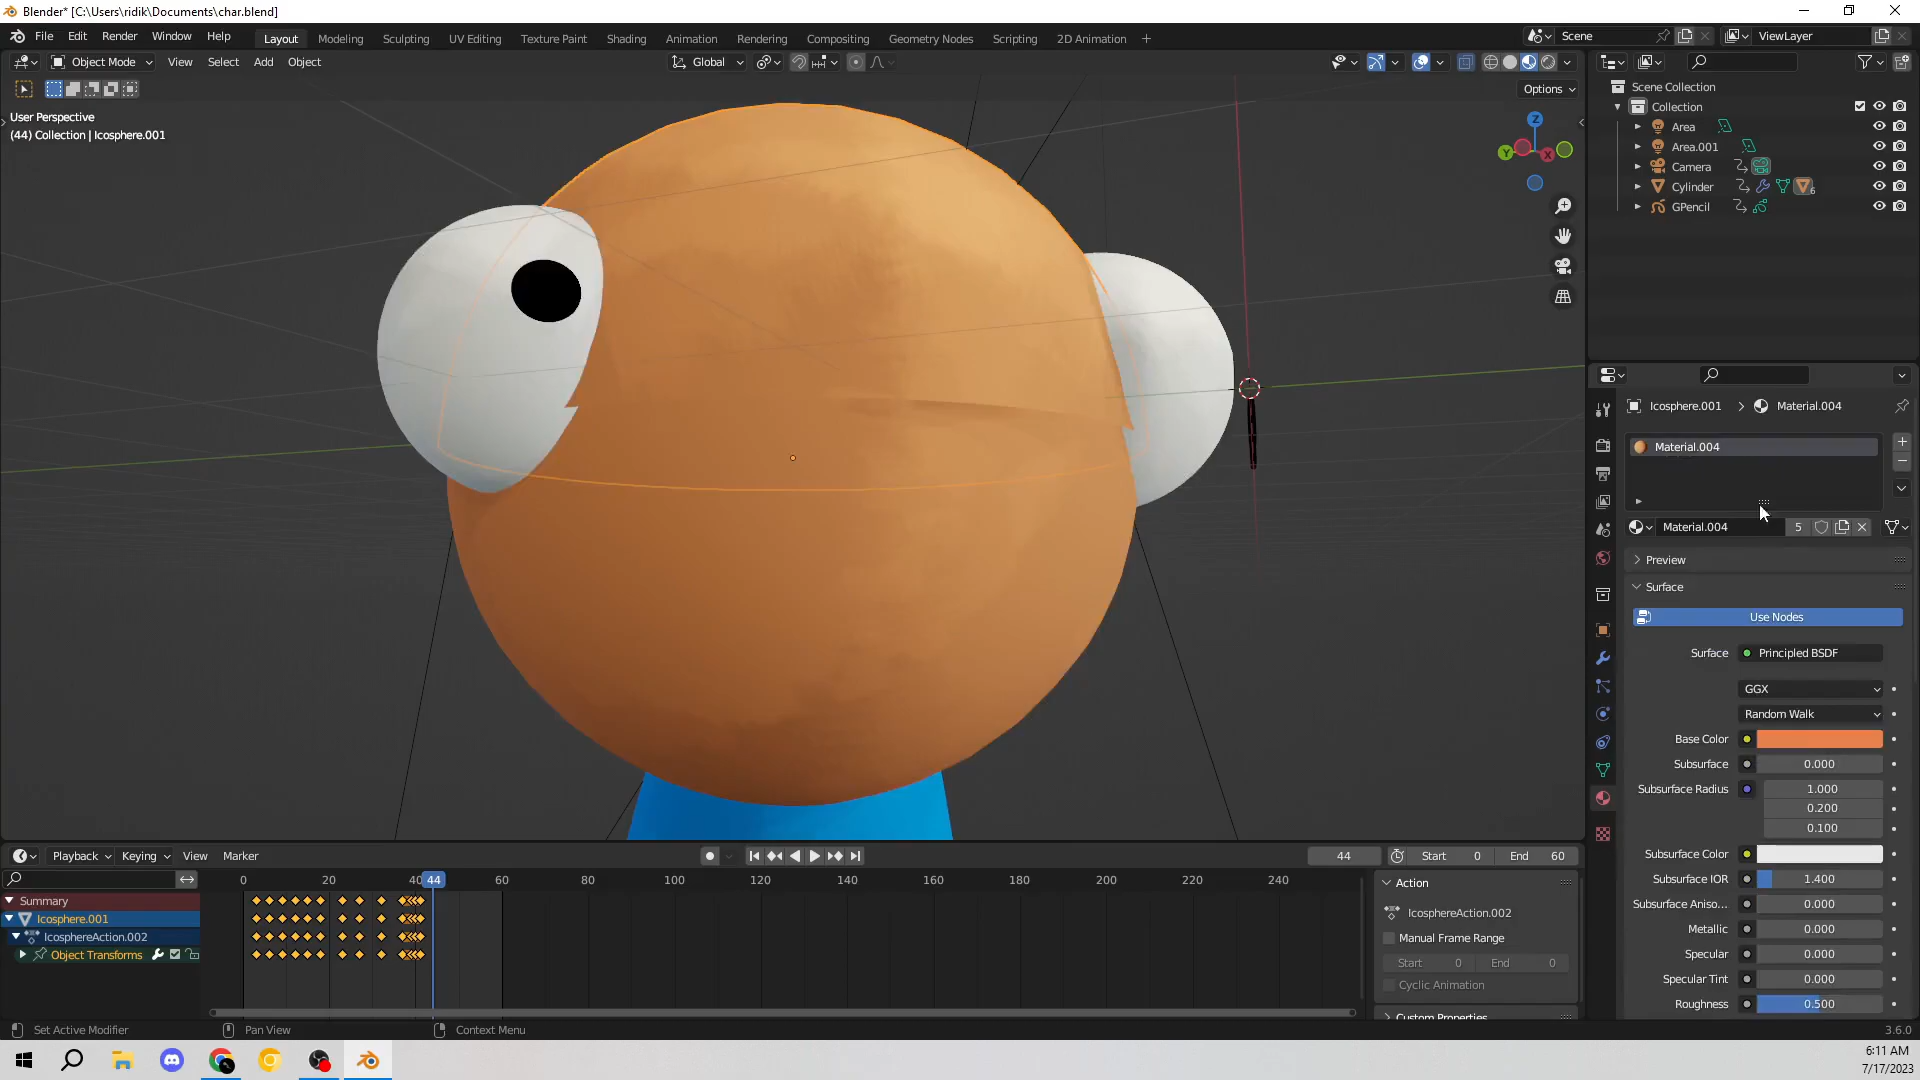 Blender* [C:\Users\ridik\Documents\char.blend]
File Edit Render Window Help Layout Modeling Sculpting UV Editing Texture Paint Shading Animation Rendering Compositing Geometry Nodes Scripting 2D Animation + Scene ViewLayer
Object Mode View Select Add Object Global
Options
User Perspective
(44) Collection | Icosphere.001
Z
Y X
Scene Collection
Collection
Area
Area.001
Camera
Cylinder 6
GPencil
Icosphere.001 > Material.004
Material.004
Material.004 5
Preview
Surface
Use Nodes
Surface Principled BSDF
GGX
Random Walk
Base Color
Subsurface 0.000
Subsurface Radius 1.000
0.200
0.100
Subsurface Color
Subsurface IOR 1.400
Subsurface Aniso... 0.000
Metallic 0.000
Specular 0.000
Specular Tint 0.000
Roughness 0.500
Playback Keying View Marker 44 Start 0 End 60
0 20 40 44 60 80 100 120 140 160 180 200 220 240
Summary
Icosphere.001
IcosphereAction.002
Object Transforms
Action
IcosphereAction.002
Manual Frame Range
Start 0 End 0
Cyclic Animation
Custom Properties
Set Active Modifier Pan View Context Menu 3.6.0
6:11 AM
7/17/2023